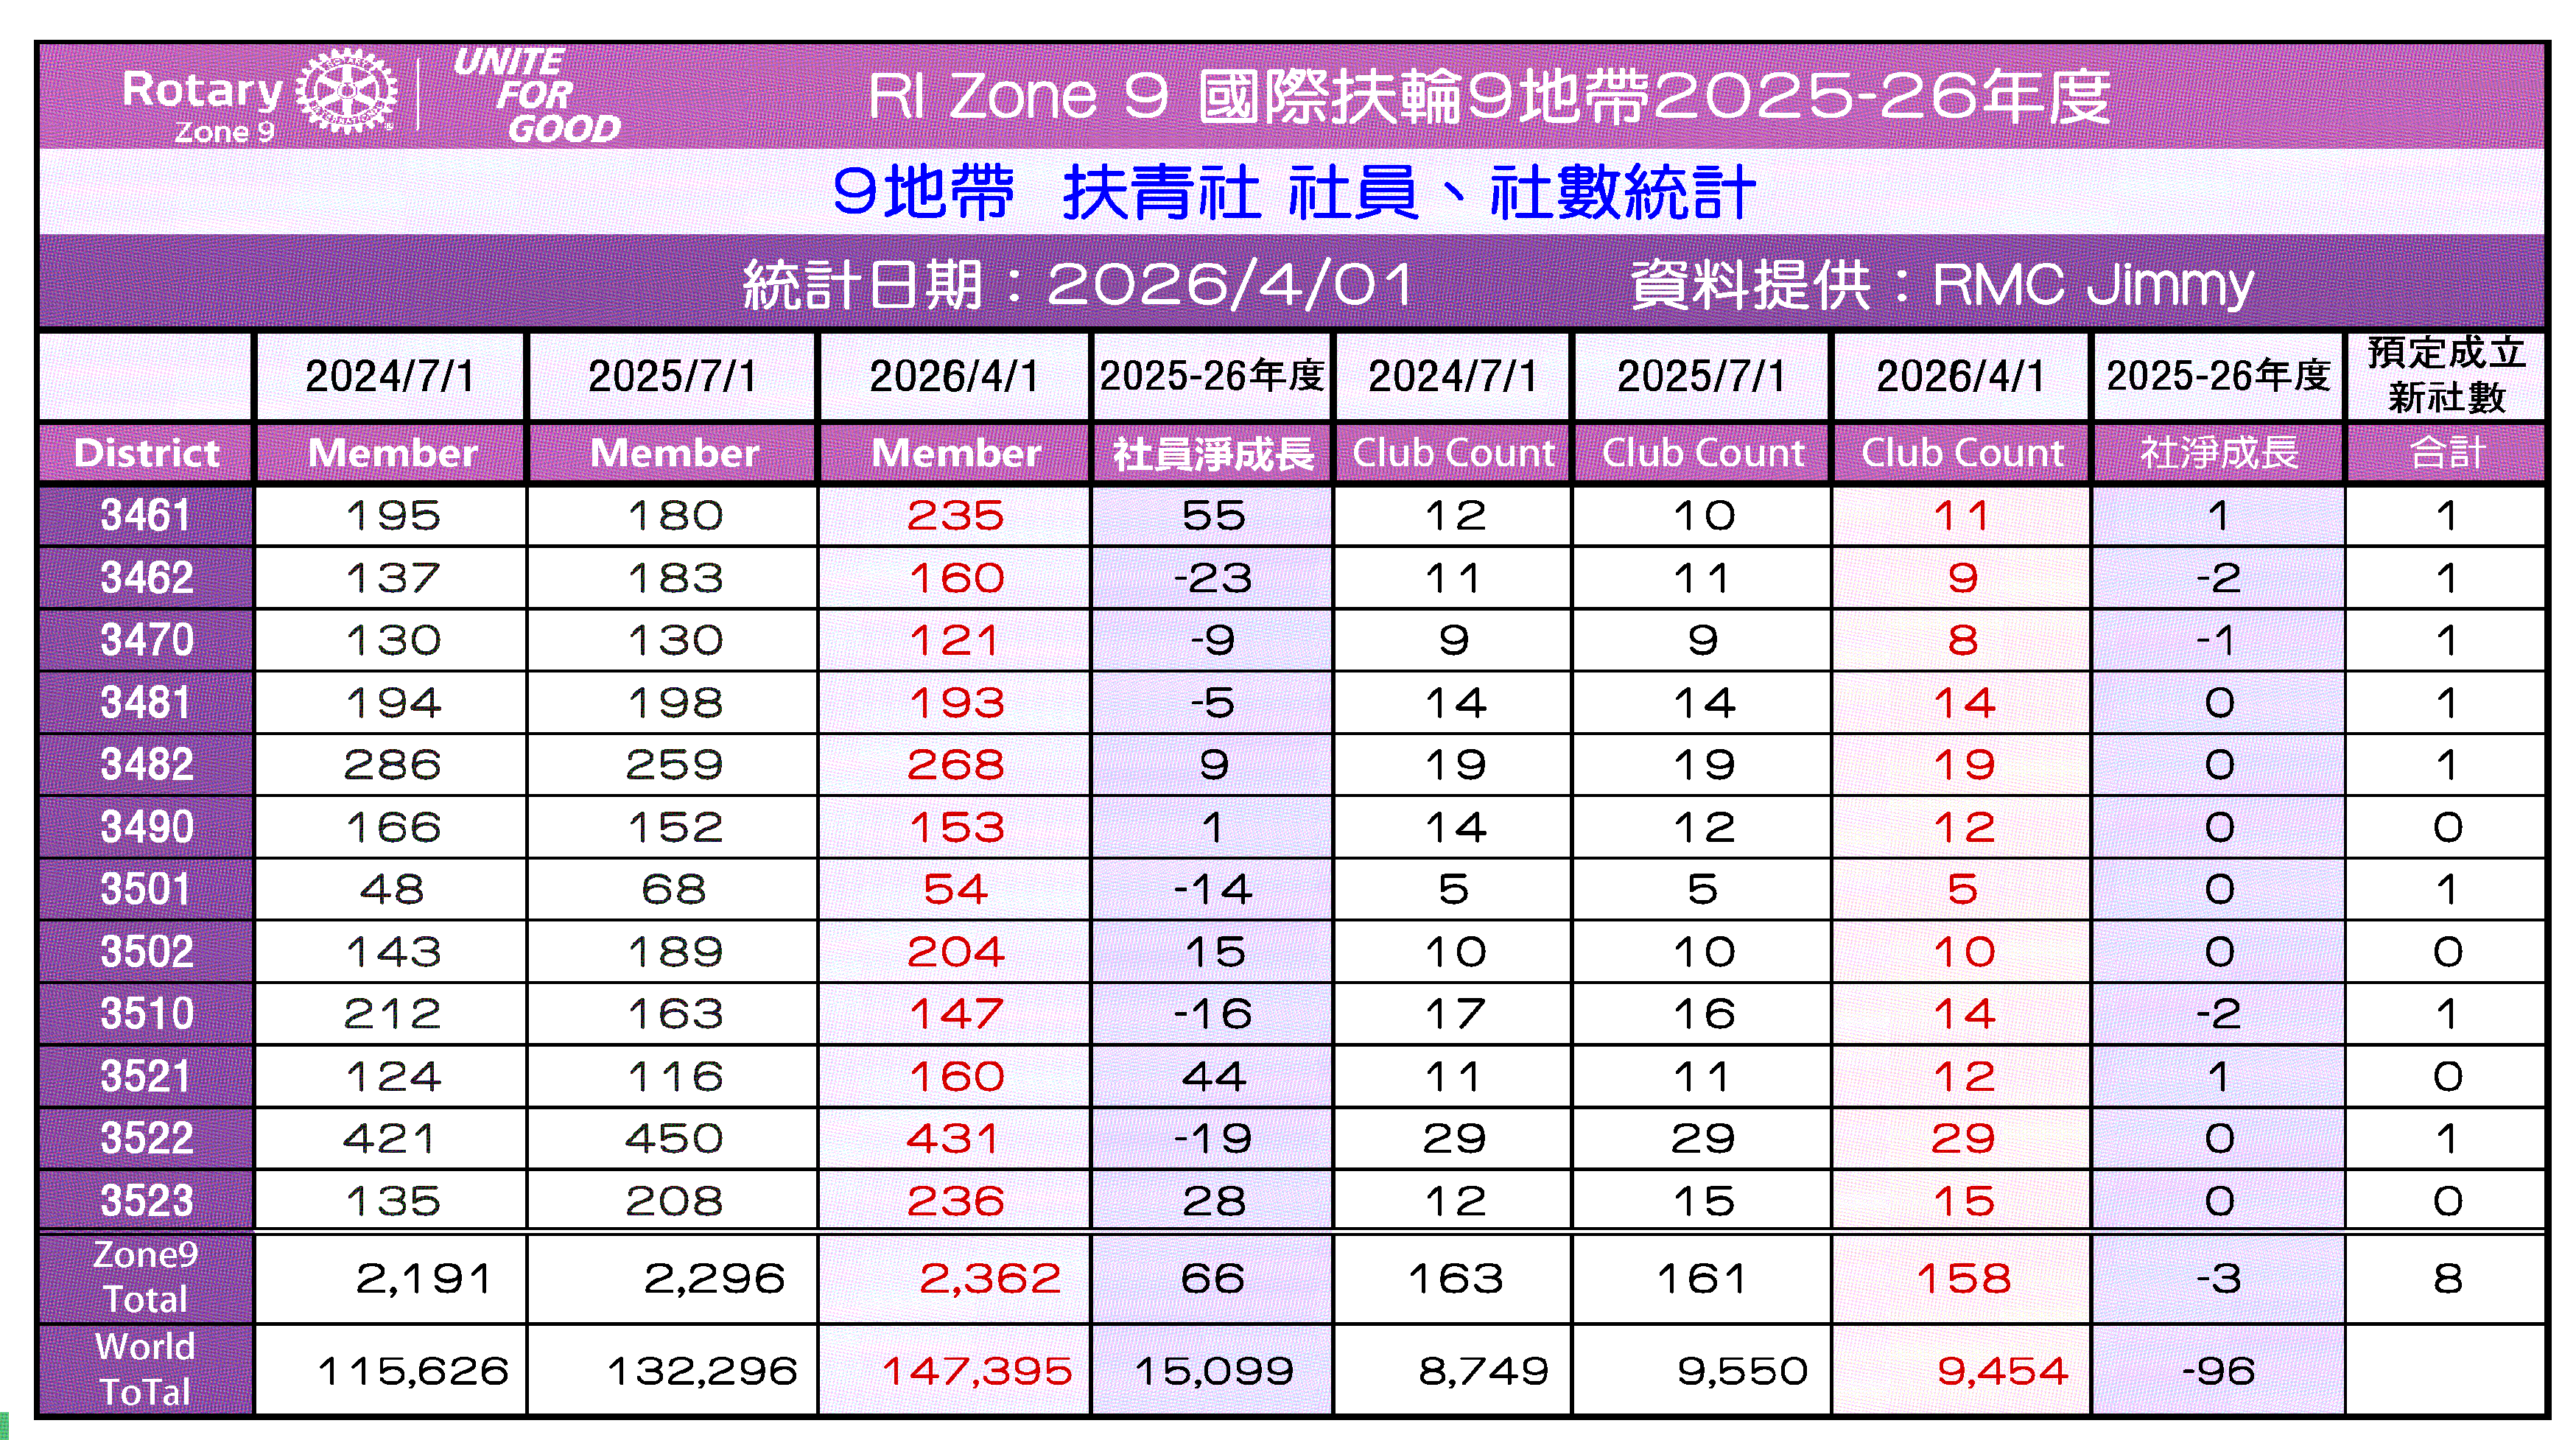 Rotary
Zone 9
UNITE
FOR
GOOD
RI Zone 9 國際扶輪9地帶2025-26年度
9地帶 扶青社 社員、社數統計
統計日期：2026/4/01 資料提供：RMC Jimmy
2024/7/1 2025/7/1 2026/4/1 2025-26年度 2024/7/1 2025/7/1 2026/4/1 2025-26年度 預定成立
新社數
District Member Member Member 社員淨成長 Club Count Club Count Club Count 社淨成長 合計
3461 195 180 235 55 12 10 11 1 1
3462 137 183 160 -23 11 11 9 -2 1
3470 130 130 121 -9 9 9 8 -1 1
3481 194 198 193 -5 14 14 14 0 1
3482 286 259 268 9 19 19 19 0 1
3490 166 152 153 1 14 12 12 0 0
3501 48 68 54 -14 5 5 5 0 1
3502 143 189 204 15 10 10 10 0 0
3510 212 163 147 -16 17 16 14 -2 1
3521 124 116 160 44 11 11 12 1 0
3522 421 450 431 -19 29 29 29 0 1
3523 135 208 236 28 12 15 15 0 0
Zone9
Total 2,191 2,296 2,362 66 163 161 158 -3 8
World
ToTal 115,626 132,296 147,395 15,099 8,749 9,550 9,454 -96